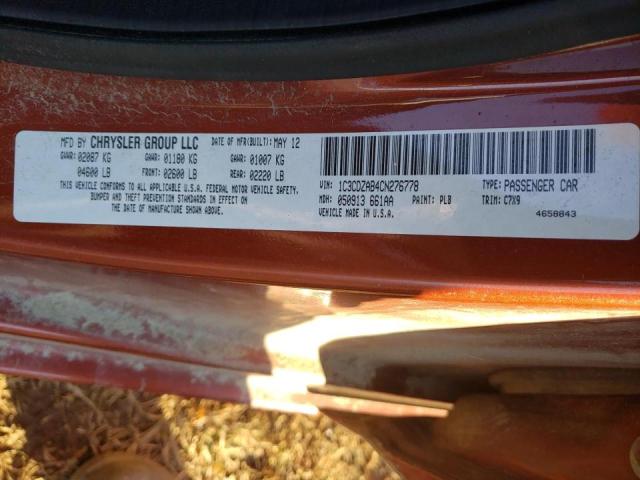 MFD BY CHRYSLER GROUP LLC DATE OF MFR(BUILT): MAY 12
GVWR: 02087 KG GAWR: 01180 KG GAWR: 01007 KG
04600 LB FRONT: 02600 LB REAR: 02220 LB
THIS VEHICLE CONFORMS TO ALL APPLICABLE U.S.A. FEDERAL MOTOR VEHICLE SAFETY,
BUMPER AND THEFT PREVENTION STANDARDS IN EFFECT ON THE
DATE OF MANUFACTURE SHOWN ABOVE.
VIN: 1C3CDZAB4CN276778 TYPE: PASSENGER CAR
MDH: 050913 661AA PAINT: PLB TRIM: C7X9
VEHICLE MADE IN U.S.A. 4658843